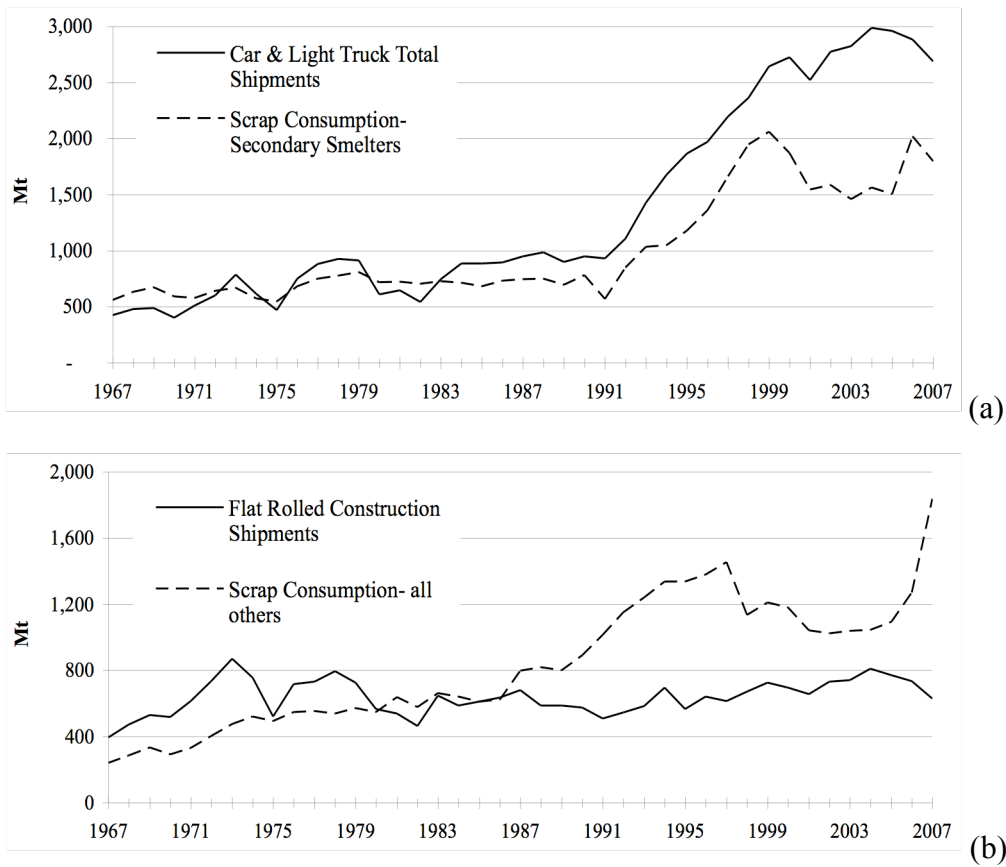 3,000
Car & Light Truck Total
Shipments
2,500
Scrap Consumption-
Secondary Smelters
2,000
Mt
1,500
1,000
500
-
1967 1971 1975 1979 1983 1987 1991 1995 1999 2003 2007
(a)
2,000
Flat Rolled Construction
Shipments
1,600
Scrap Consumption- all
others
1,200
Mt
800
400
0
1967 1971 1975 1979 1983 1987 1991 1995 1999 2003 2007
(b)